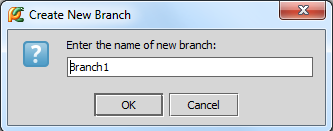 Create New Branch
Enter the name of new branch:
Branch1
OK
Cancel